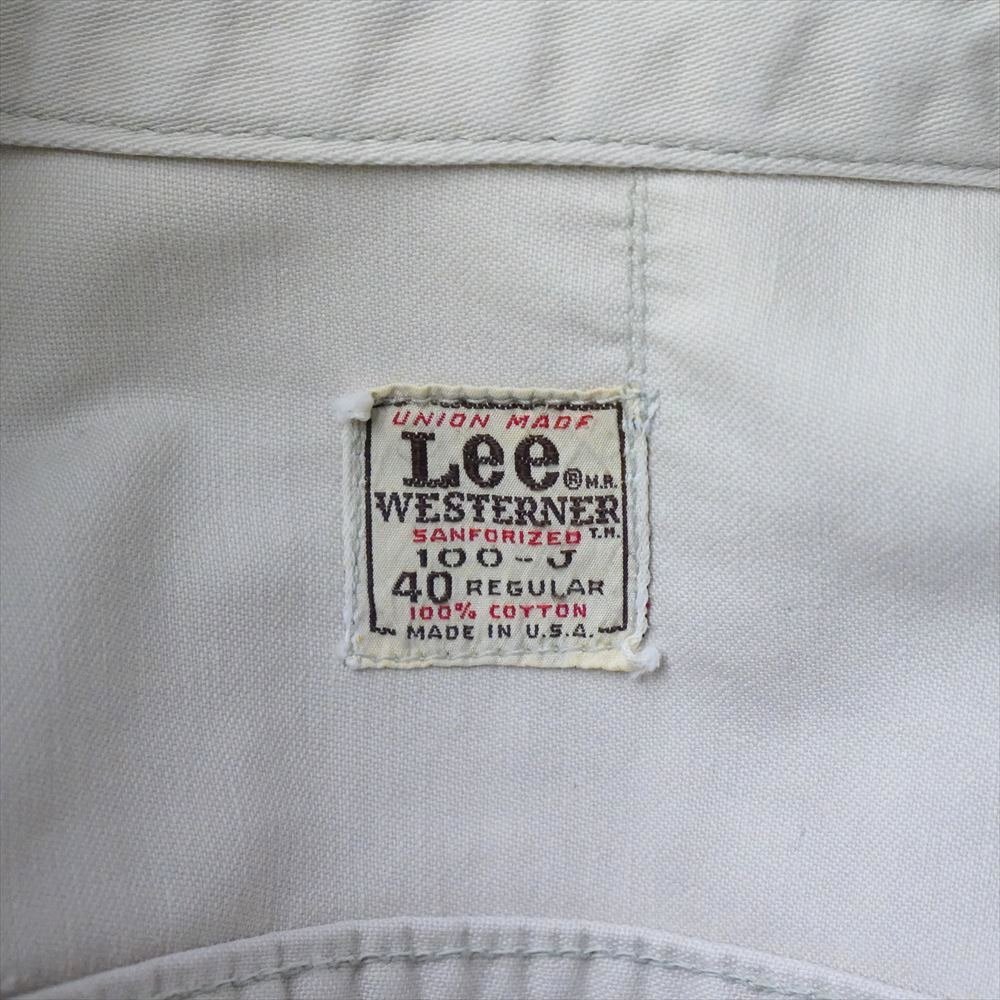 UNION MADE
Lee ® M.R.
WESTERNER
SANFORIZED T.M.
100-J
40 REGULAR
100% COTTON
MADE IN U.S.A.